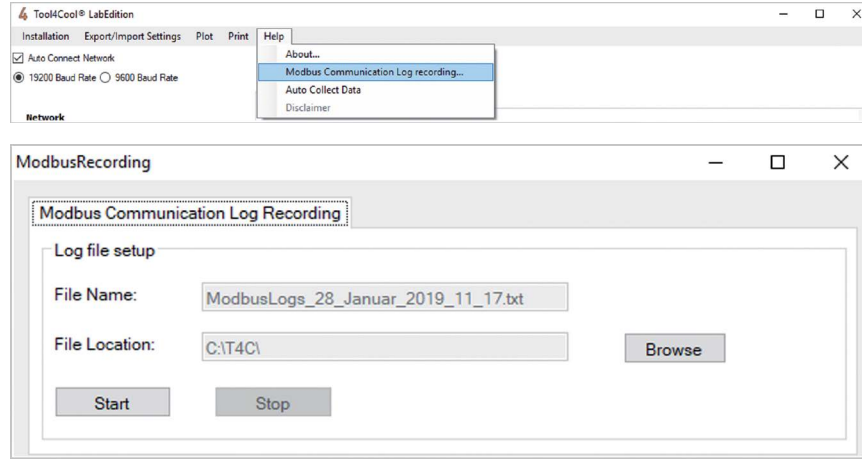 4 Tool4Cool® LabEdition
Installation Export/Import Settings Plot Print Help
About...
Auto Connect Network
Modbus Communication Log recording...
19200 Baud Rate 9600 Baud Rate
Auto Collect Data
Disclaimer
Network
ModbusRecording
Modbus Communication Log Recording
Log file setup
File Name: ModbusLogs_28_Januar_2019_11_17.txt
File Location: C:\T4C\ Browse
Start Stop